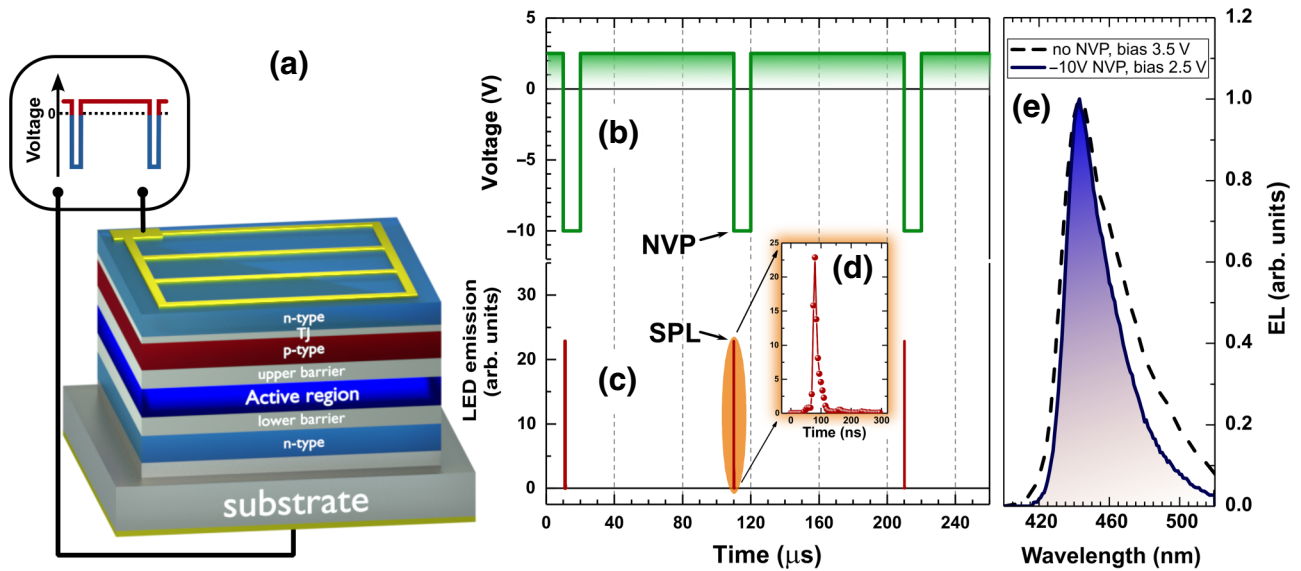 (a)
Voltage
0
n-type
TJ
p-type
upper barrier
Active region
lower barrier
n-type
substrate
Voltage (V)
5
0
−5
−10
(b)
NVP
LED emission
(arb. units)
30
20
10
0
SPL
(c)
(d)
25
20
15
10
5
0
0 100 200 300
Time (ns)
0 40 80 120 160 200 240
Time (μs)
no NVP, bias 3.5 V
−10V NVP, bias 2.5 V
(e)
1.2
1.0
0.8
0.6
0.4
0.2
0.0
EL (arb. units)
420 460 500
Wavelength (nm)